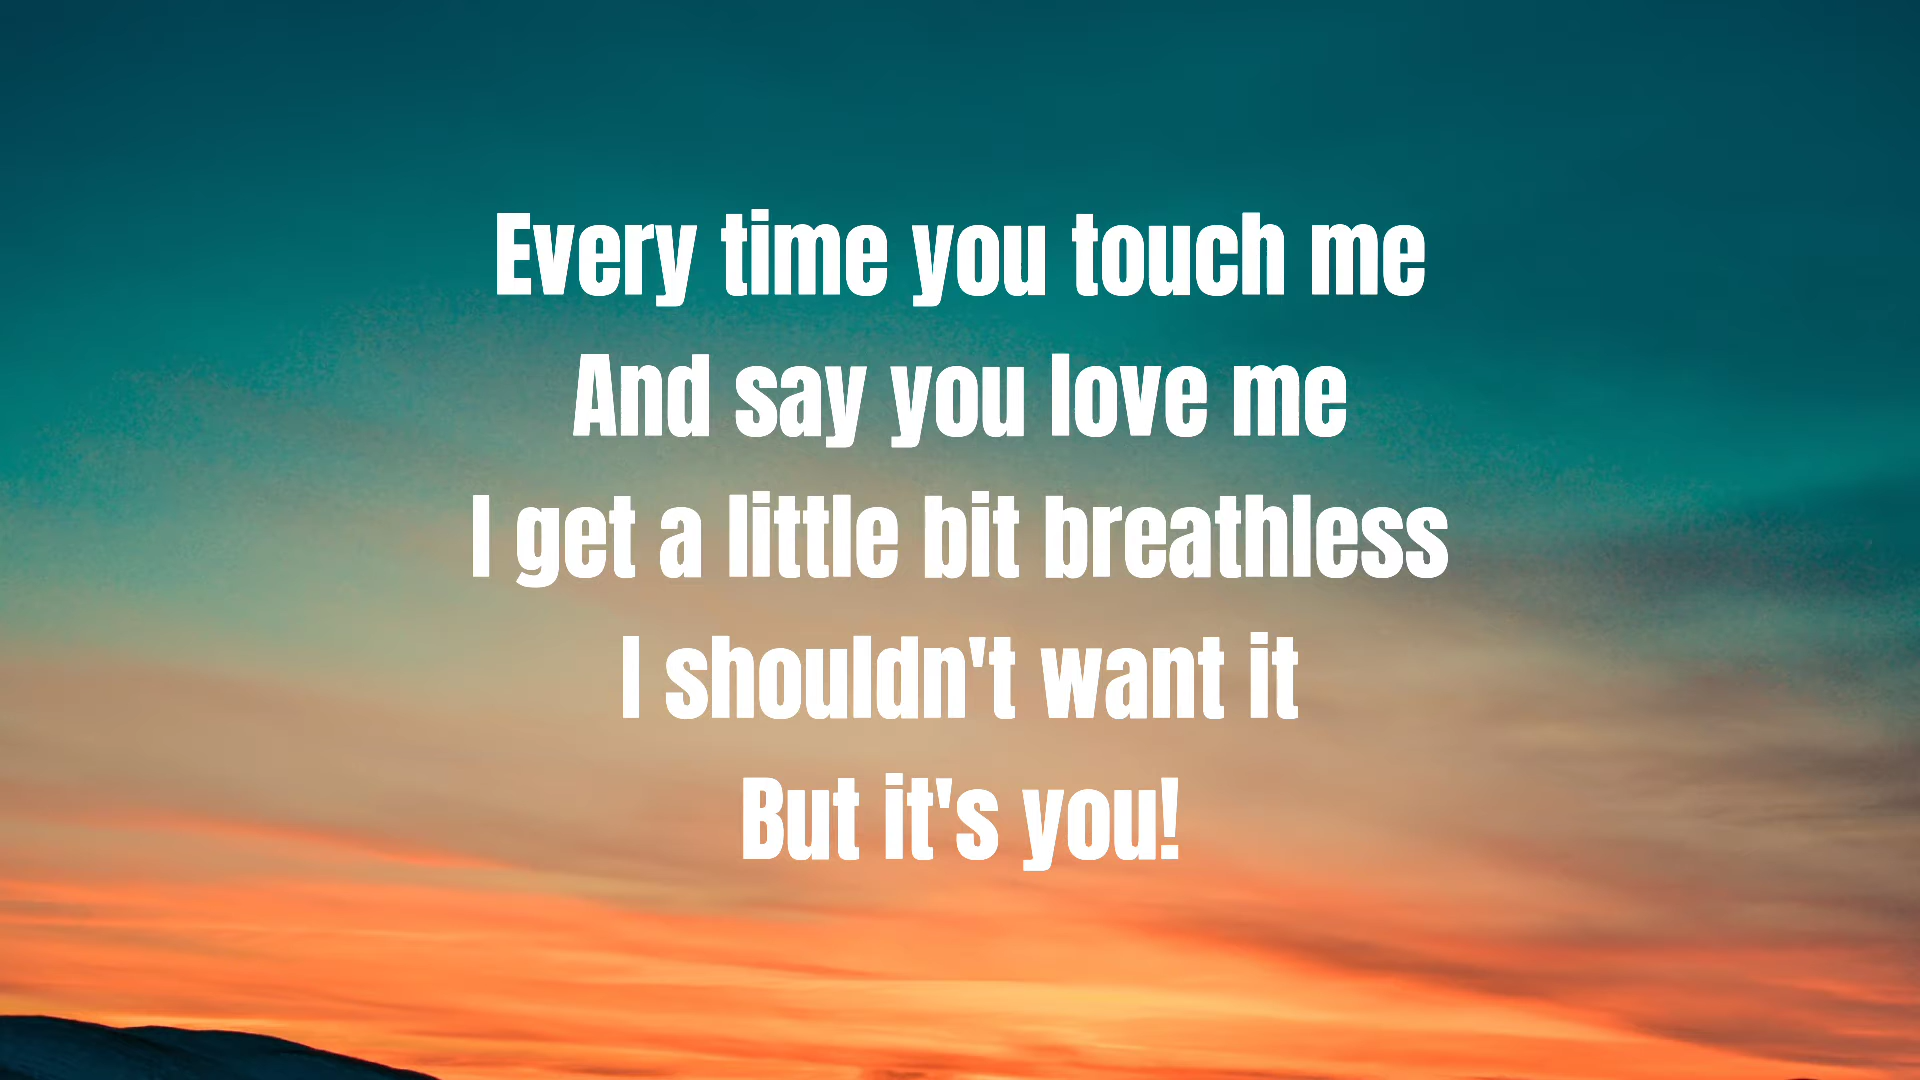 Every time you touch me
And say you love me
I get a little bit breathless
I shouldn't want it
But it's you!